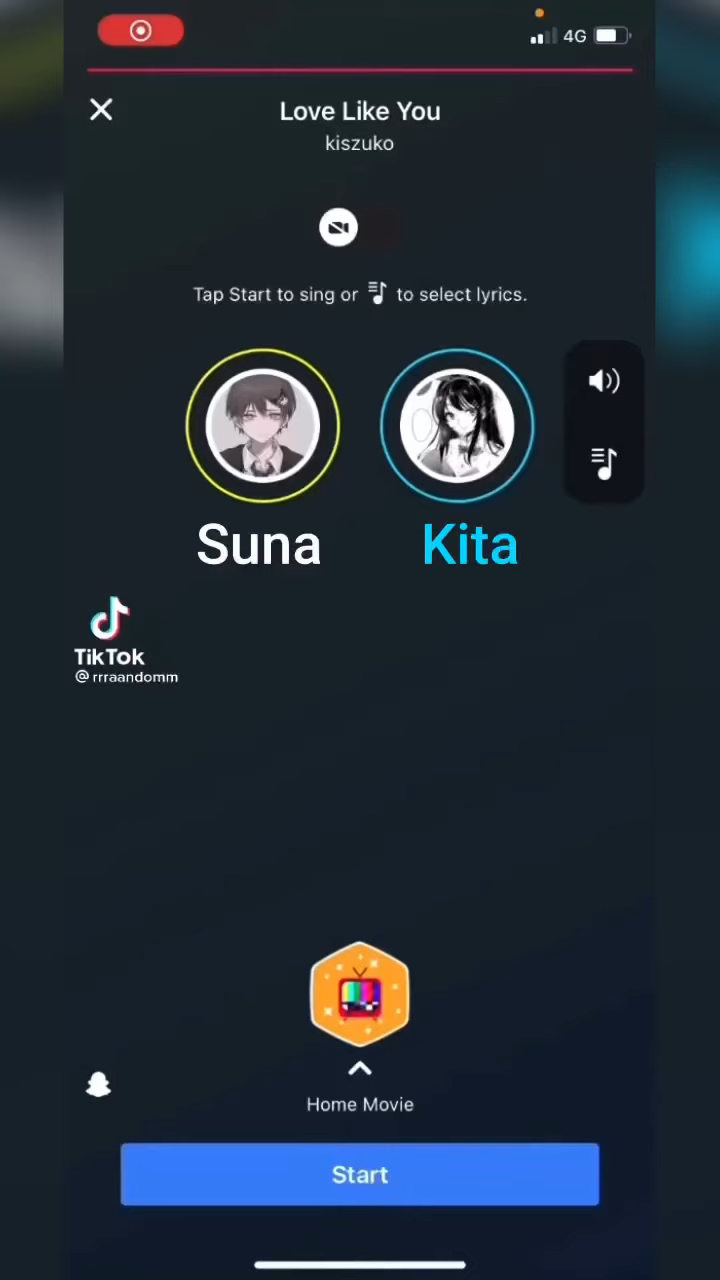 4G
Love Like You
kiszuko
Tap Start to sing or to select lyrics.
Suna
Kita
TikTok
@rrraandomm
Home Movie
Start